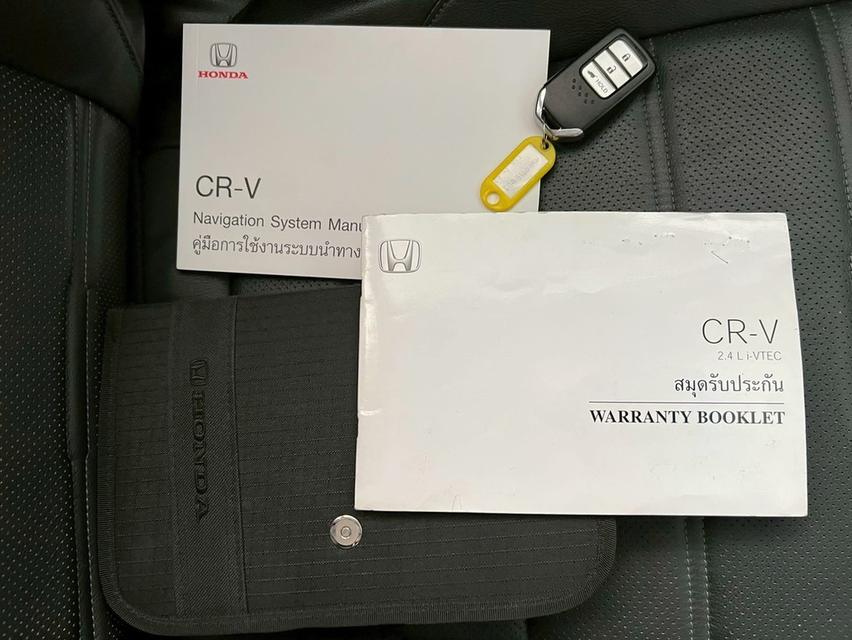 HONDA
CR-V
Navigation System
คู่มือการใช้งานระบบนำทาง
HOLD
CR-V
2.4 L i-VTEC
สมุดรับประกัน
WARRANTY BOOKLET
HONDA